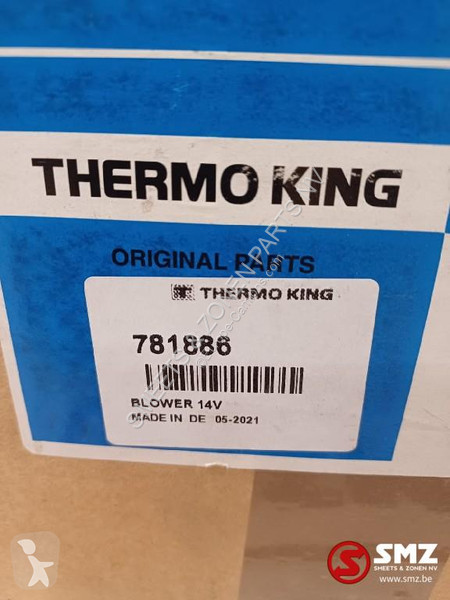 THERMO KING
ORIGINAL PARTS
THERMO KING
781886
BLOWER 14V
MADE IN DE 05-2021
SMZ
SHEETS & ZONEN NV
www.smz.be